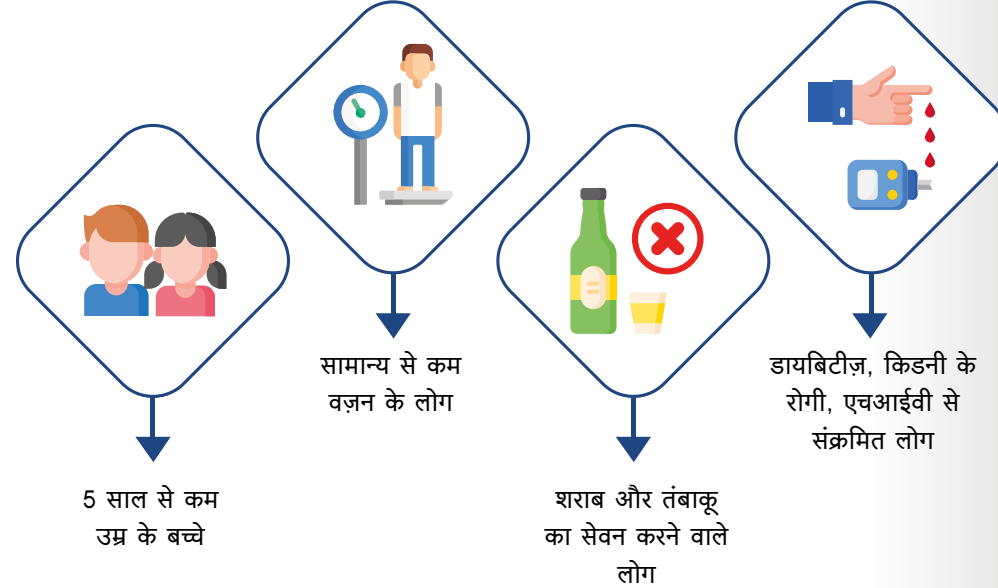 5 साल से कम
उम्र के बच्चे
सामान्य से कम
वज़न के लोग
शराब और तंबाकू
का सेवन करने वाले
लोग
डायबिटीज़, किडनी के
रोगी, एचआईवी से
संक्रमित लोग